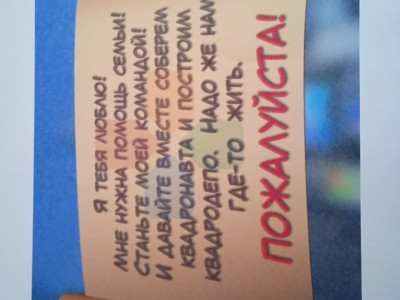 Я ТЕБЯ ЛЮБЛЮ!
МНЕ НУЖНА ПОМОЩЬ СЕМЬИ!
СТАНЬТЕ МОЕЙ КОМАНДОЙ!
И ДАВАЙТЕ ВМЕСТЕ СОБЕРЕМ
КВАДРОНАВТА И ПОСТРОИМ
КВАДРОДЕПО. НАДО ЖЕ НАМ
ГДЕ-ТО ЖИТЬ.
ПОЖАЛУЙСТА!